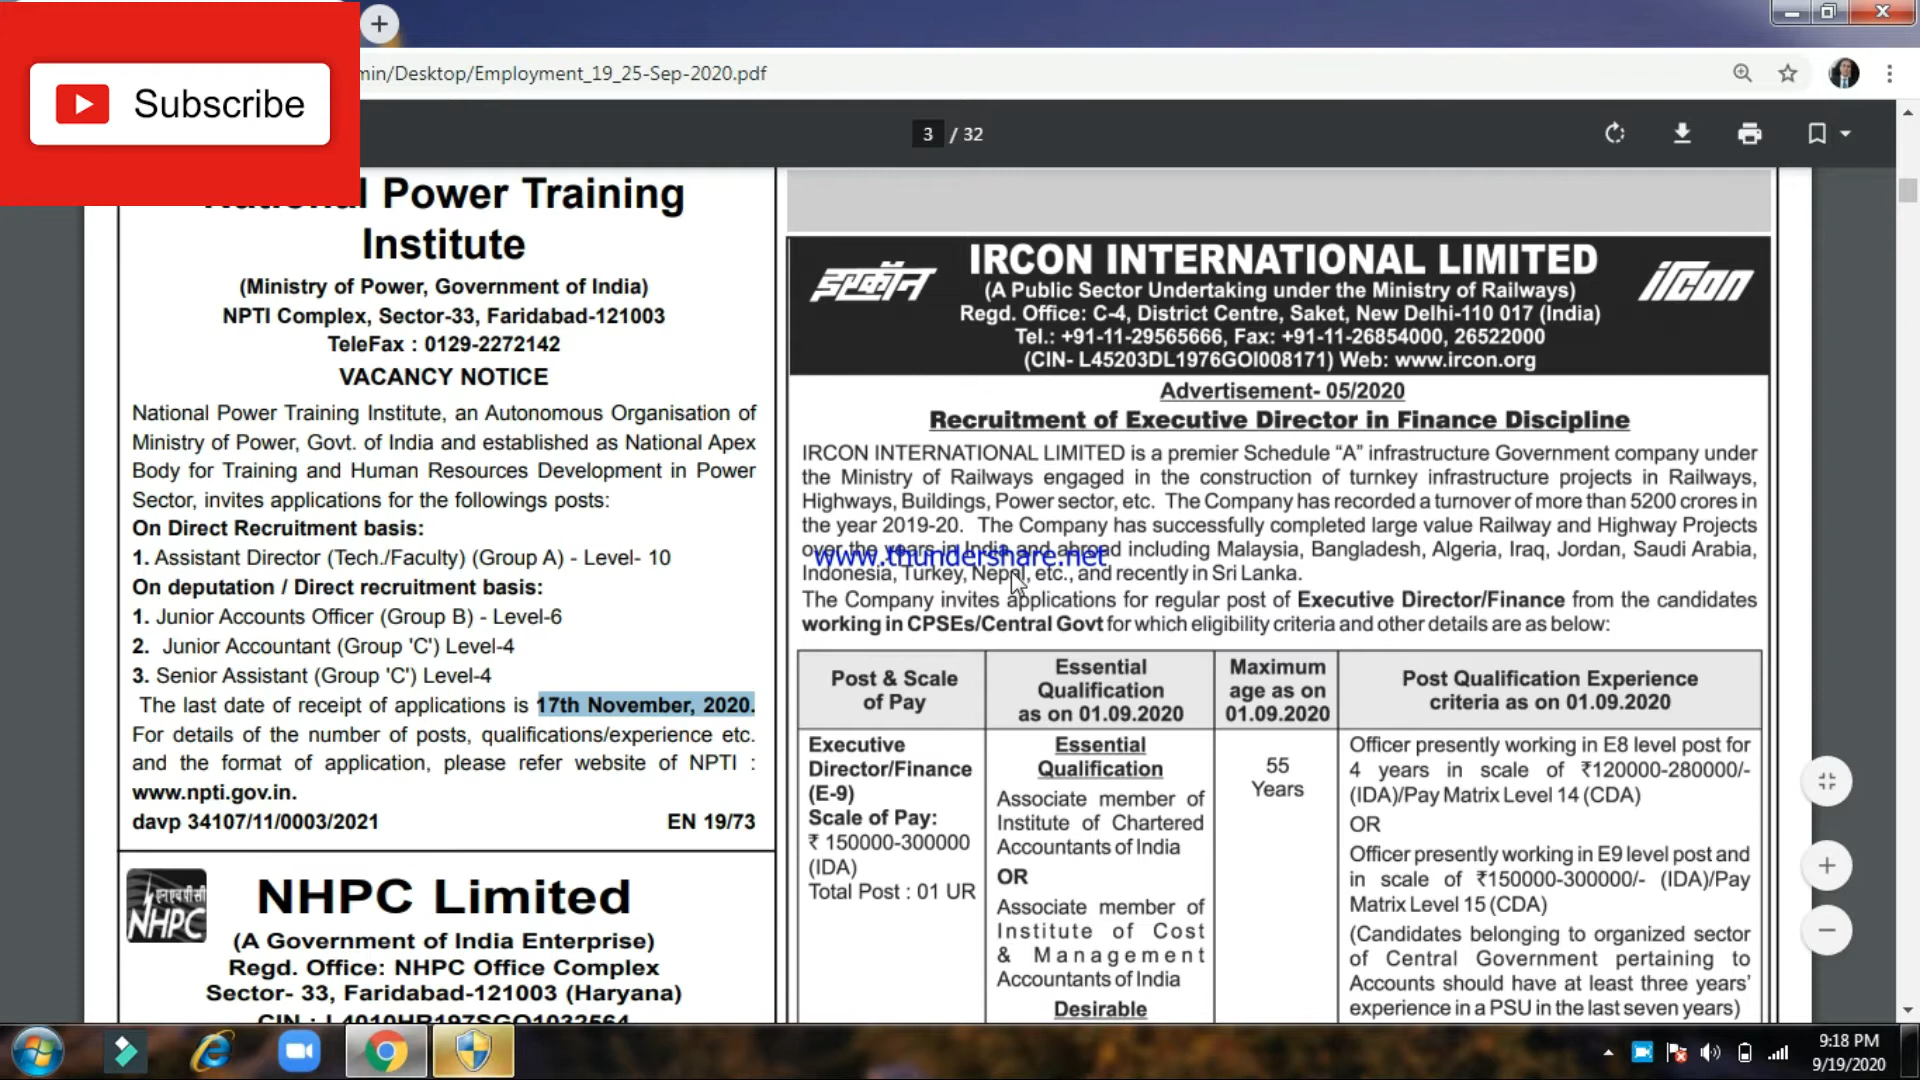 Subscribe
min/Desktop/Employment_19_25-Sep-2020.pdf
3 / 32
Power Training
Institute
(Ministry of Power, Government of India)
NPTI Complex, Sector-33, Faridabad-121003
TeleFax : 0129-2272142
VACANCY NOTICE
National Power Training Institute, an Autonomous Organisation of
Ministry of Power, Govt. of India and established as National Apex
Body for Training and Human Resources Development in Power
Sector, invites applications for the followings posts:
On Direct Recruitment basis:
1. Assistant Director (Tech./Faculty) (Group A) - Level- 10
On deputation / Direct recruitment basis:
1. Junior Accounts Officer (Group B) - Level-6
2. Junior Accountant (Group 'C') Level-4
3. Senior Assistant (Group 'C') Level-4
The last date of receipt of applications is 17th November, 2020.
For details of the number of posts, qualifications/experience etc.
and the format of application, please refer website of NPTI :
www.npti.gov.in.
davp 34107/11/0003/2021 EN 19/73
एनएचपीसी
NHPC
NHPC Limited
(A Government of India Enterprise)
Regd. Office: NHPC Office Complex
Sector- 33, Faridabad-121003 (Haryana)
इरकॉन
IRCON INTERNATIONAL LIMITED
ircon
(A Public Sector Undertaking under the Ministry of Railways)
Regd. Office: C-4, District Centre, Saket, New Delhi-110 017 (India)
Tel.: +91-11-29565666, Fax: +91-11-26854000, 26522000
(CIN- L45203DL1976GOI008171) Web: www.ircon.org
Advertisement- 05/2020
Recruitment of Executive Director in Finance Discipline
IRCON INTERNATIONAL LIMITED is a premier Schedule “A” infrastructure Government company under
the Ministry of Railways engaged in the construction of turnkey infrastructure projects in Railways,
Highways, Buildings, Power sector, etc. The Company has recorded a turnover of more than 5200 crores in
the year 2019-20. The Company has successfully completed large value Railway and Highway Projects
over the years in India and abroad including Malaysia, Bangladesh, Algeria, Iraq, Jordan, Saudi Arabia,
www.thundershare.net
Indonesia, Turkey, Nepal, etc., and recently in Sri Lanka.
The Company invites applications for regular post of Executive Director/Finance from the candidates
working in CPSEs/Central Govt for which eligibility criteria and other details are as below:
Post & Scale
of Pay
Essential
Qualification
as on 01.09.2020
Maximum
age as on
01.09.2020
Post Qualification Experience
criteria as on 01.09.2020
Executive
Director/Finance
(E-9)
Scale of Pay:
₹ 150000-300000
(IDA)
Total Post : 01 UR
Essential
Qualification
Associate member of
Institute of Chartered
Accountants of India
OR
Associate member of
Institute of Cost
& Management
Accountants of India
Desirable
55
Years
Officer presently working in E8 level post for
4 years in scale of ₹120000-280000/-
(IDA)/Pay Matrix Level 14 (CDA)
OR
Officer presently working in E9 level post and
in scale of ₹150000-300000/- (IDA)/Pay
Matrix Level 15 (CDA)
(Candidates belonging to organized sector
of Central Government pertaining to
Accounts should have at least three years’
experience in a PSU in the last seven years)
9:18 PM
9/19/2020